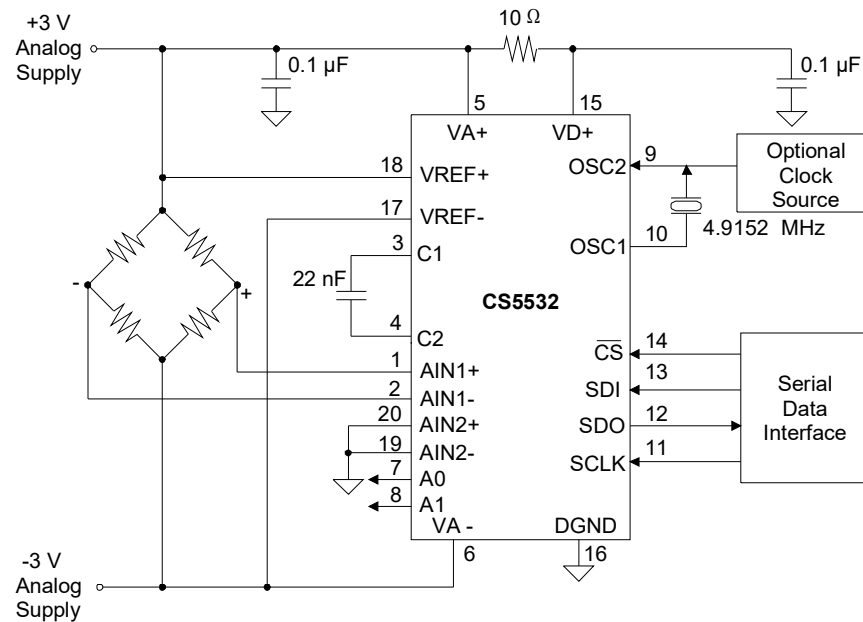 +3 V
Analog
Supply
10 Ω
0.1 µF
0.1 µF
5
15
VA+
VD+
18
VREF+
17
VREF-
3
C1
22 nF
4
C2
1
AIN1+
2
AIN1-
20
AIN2+
19
AIN2-
7
A0
8
A1
VA -
6
DGND
16
CS5532
OSC2
9
Optional
Clock
Source
OSC1
10
4.9152 MHz
-
+
CS
14
SDI
13
SDO
12
SCLK
11
Serial
Data
Interface
-3 V
Analog
Supply